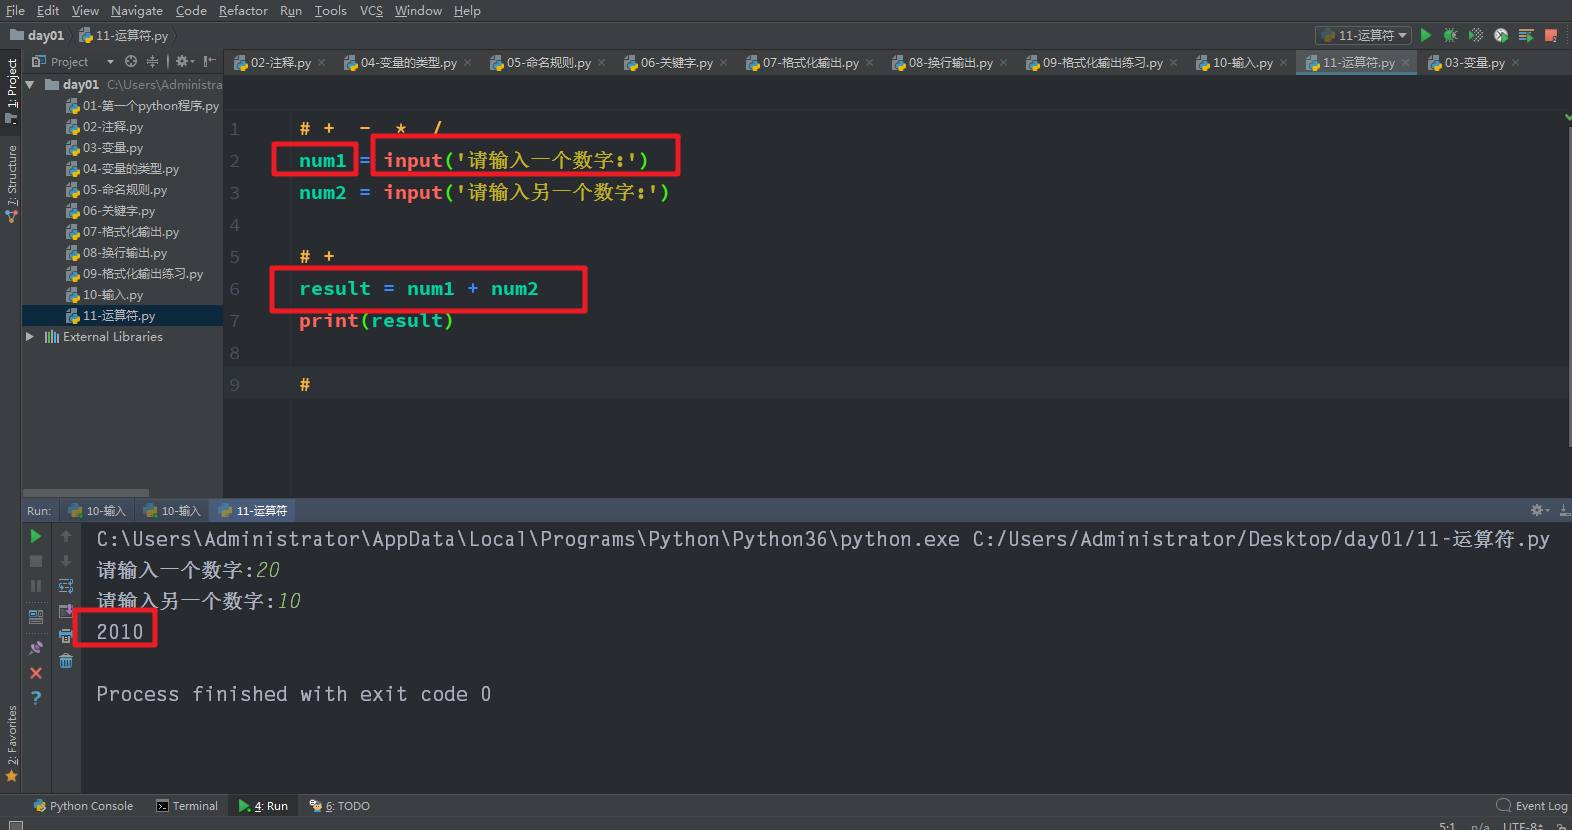 File Edit View Navigate Code Refactor Run Tools VCS Window Help
day01 11-运算符.py 11-运算符
Project 02-注释.py 04-变量的类型.py 05-命名规则.py 06-关键字.py 07-格式化输出.py 08-换行输出.py 09-格式化输出练习.py 10-输入.py 11-运算符.py 03-变量.py
1: Project
7: Structure
2: Favorites
day01 C:\Users\Administra
01-第一个python程序.py
02-注释.py
03-变量.py
04-变量的类型.py
05-命名规则.py
06-关键字.py
07-格式化输出.py
08-换行输出.py
09-格式化输出练习.py
10-输入.py
11-运算符.py
External Libraries
1 # + - * /
2 num1 = input('请输入一个数字:')
3 num2 = input('请输入另一个数字:')
4
5 # +
6 result = num1 + num2
7 print(result)
8
9 #
Run: 10-输入 10-输入 11-运算符
C:\Users\Administrator\AppData\Local\Programs\Python\Python36\python.exe C:/Users/Administrator/Desktop/day01/11-运算符.py
请输入一个数字:20
请输入另一个数字:10
2010
Process finished with exit code 0
Python Console Terminal 4: Run 6: TODO Event Log
5:1 n/a UTF-8